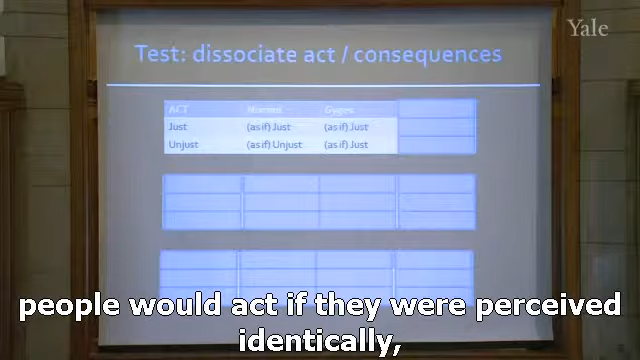 Yale
Test: dissociate act / consequences
ACT Normal Gyges
Just (as if) Just (as if) Just
Unjust (as if) Unjust (as if) Just
people would act if they were perceived
identically,